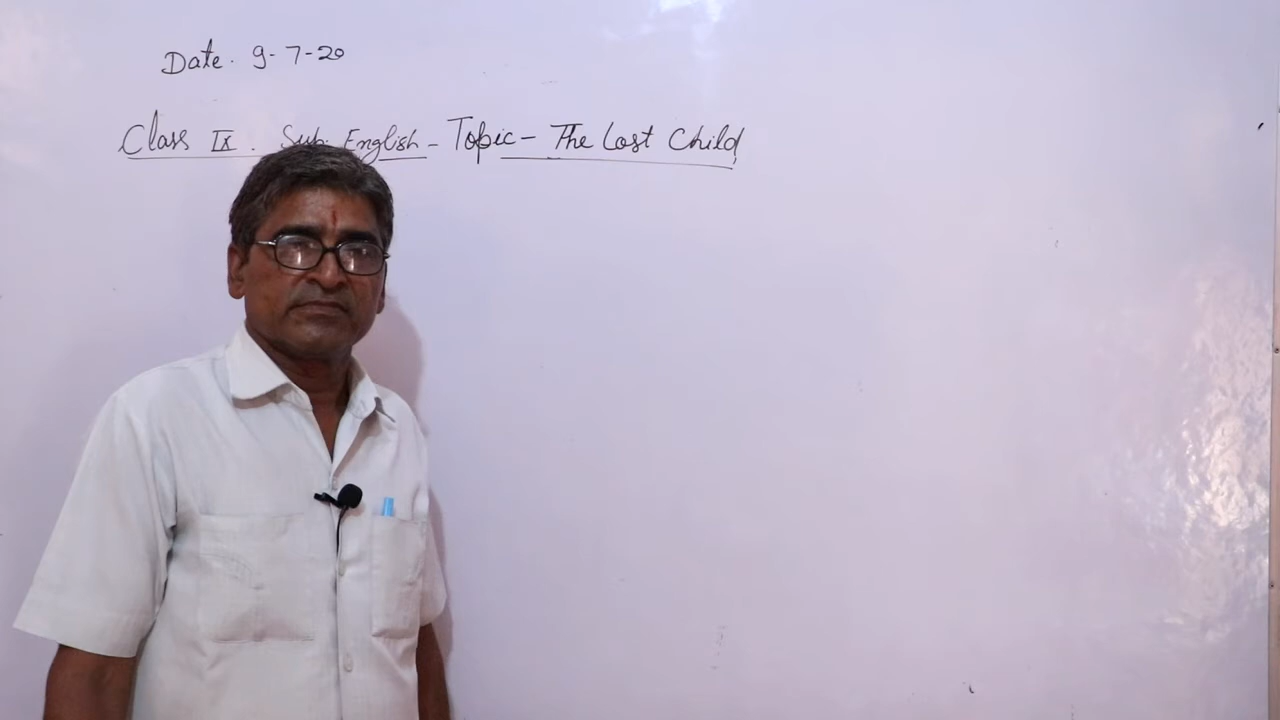 Date. 9-7-20
Class IX. Sub: English - Topic - The Lost Child